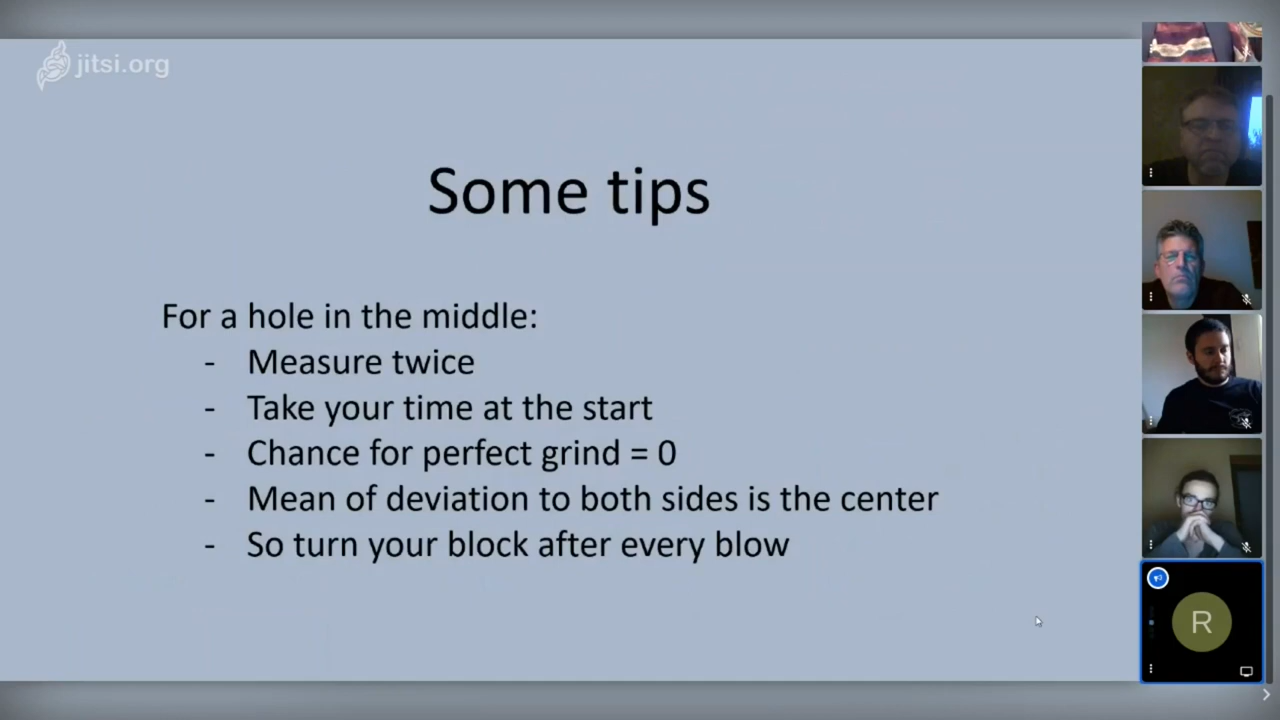 jitsi.org
Some tips
For a hole in the middle:
- Measure twice
- Take your time at the start
- Chance for perfect grind = 0
- Mean of deviation to both sides is the center
- So turn your block after every blow
R